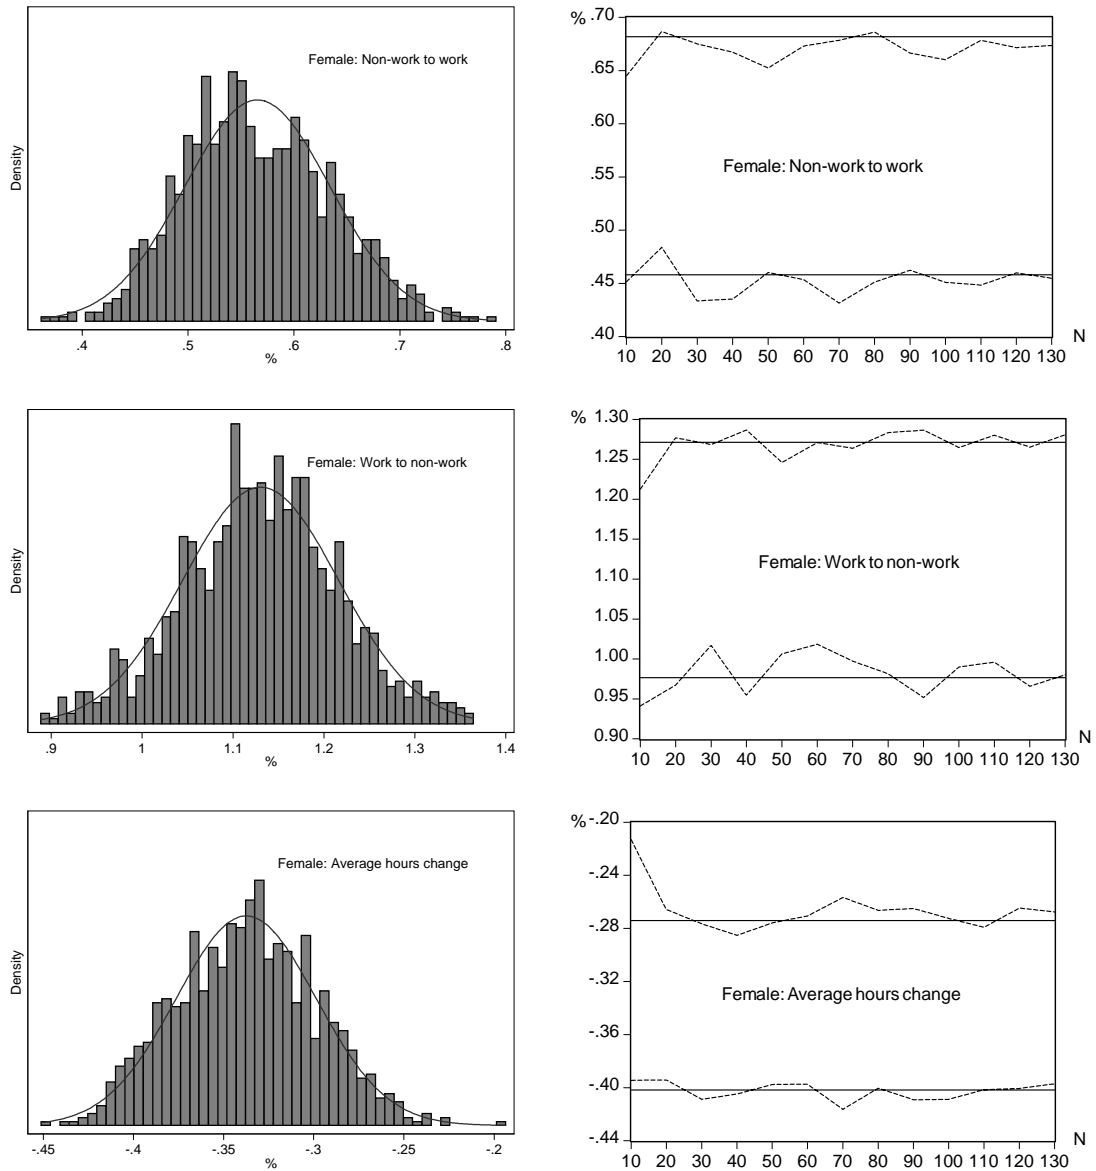 Female: Non-work to work
Density
.4 .5 .6 .7 .8
%
% .70
.65
.60
.55
.50
.45
.40
Female: Non-work to work
10 20 30 40 50 60 70 80 90 100 110 120 130
N
Female: Work to non-work
Density
.9 1 1.1 1.2 1.3 1.4
%
% 1.30
1.25
1.20
1.15
1.10
1.05
1.00
0.95
0.90
Female: Work to non-work
10 20 30 40 50 60 70 80 90 100 110 120 130
N
Female: Average hours change
Density
-.45 -.4 -.35 -.3 -.25 -.2
%
% -.20
-.24
-.28
-.32
-.36
-.40
-.44
Female: Average hours change
10 20 30 40 50 60 70 80 90 100 110 120 130
N